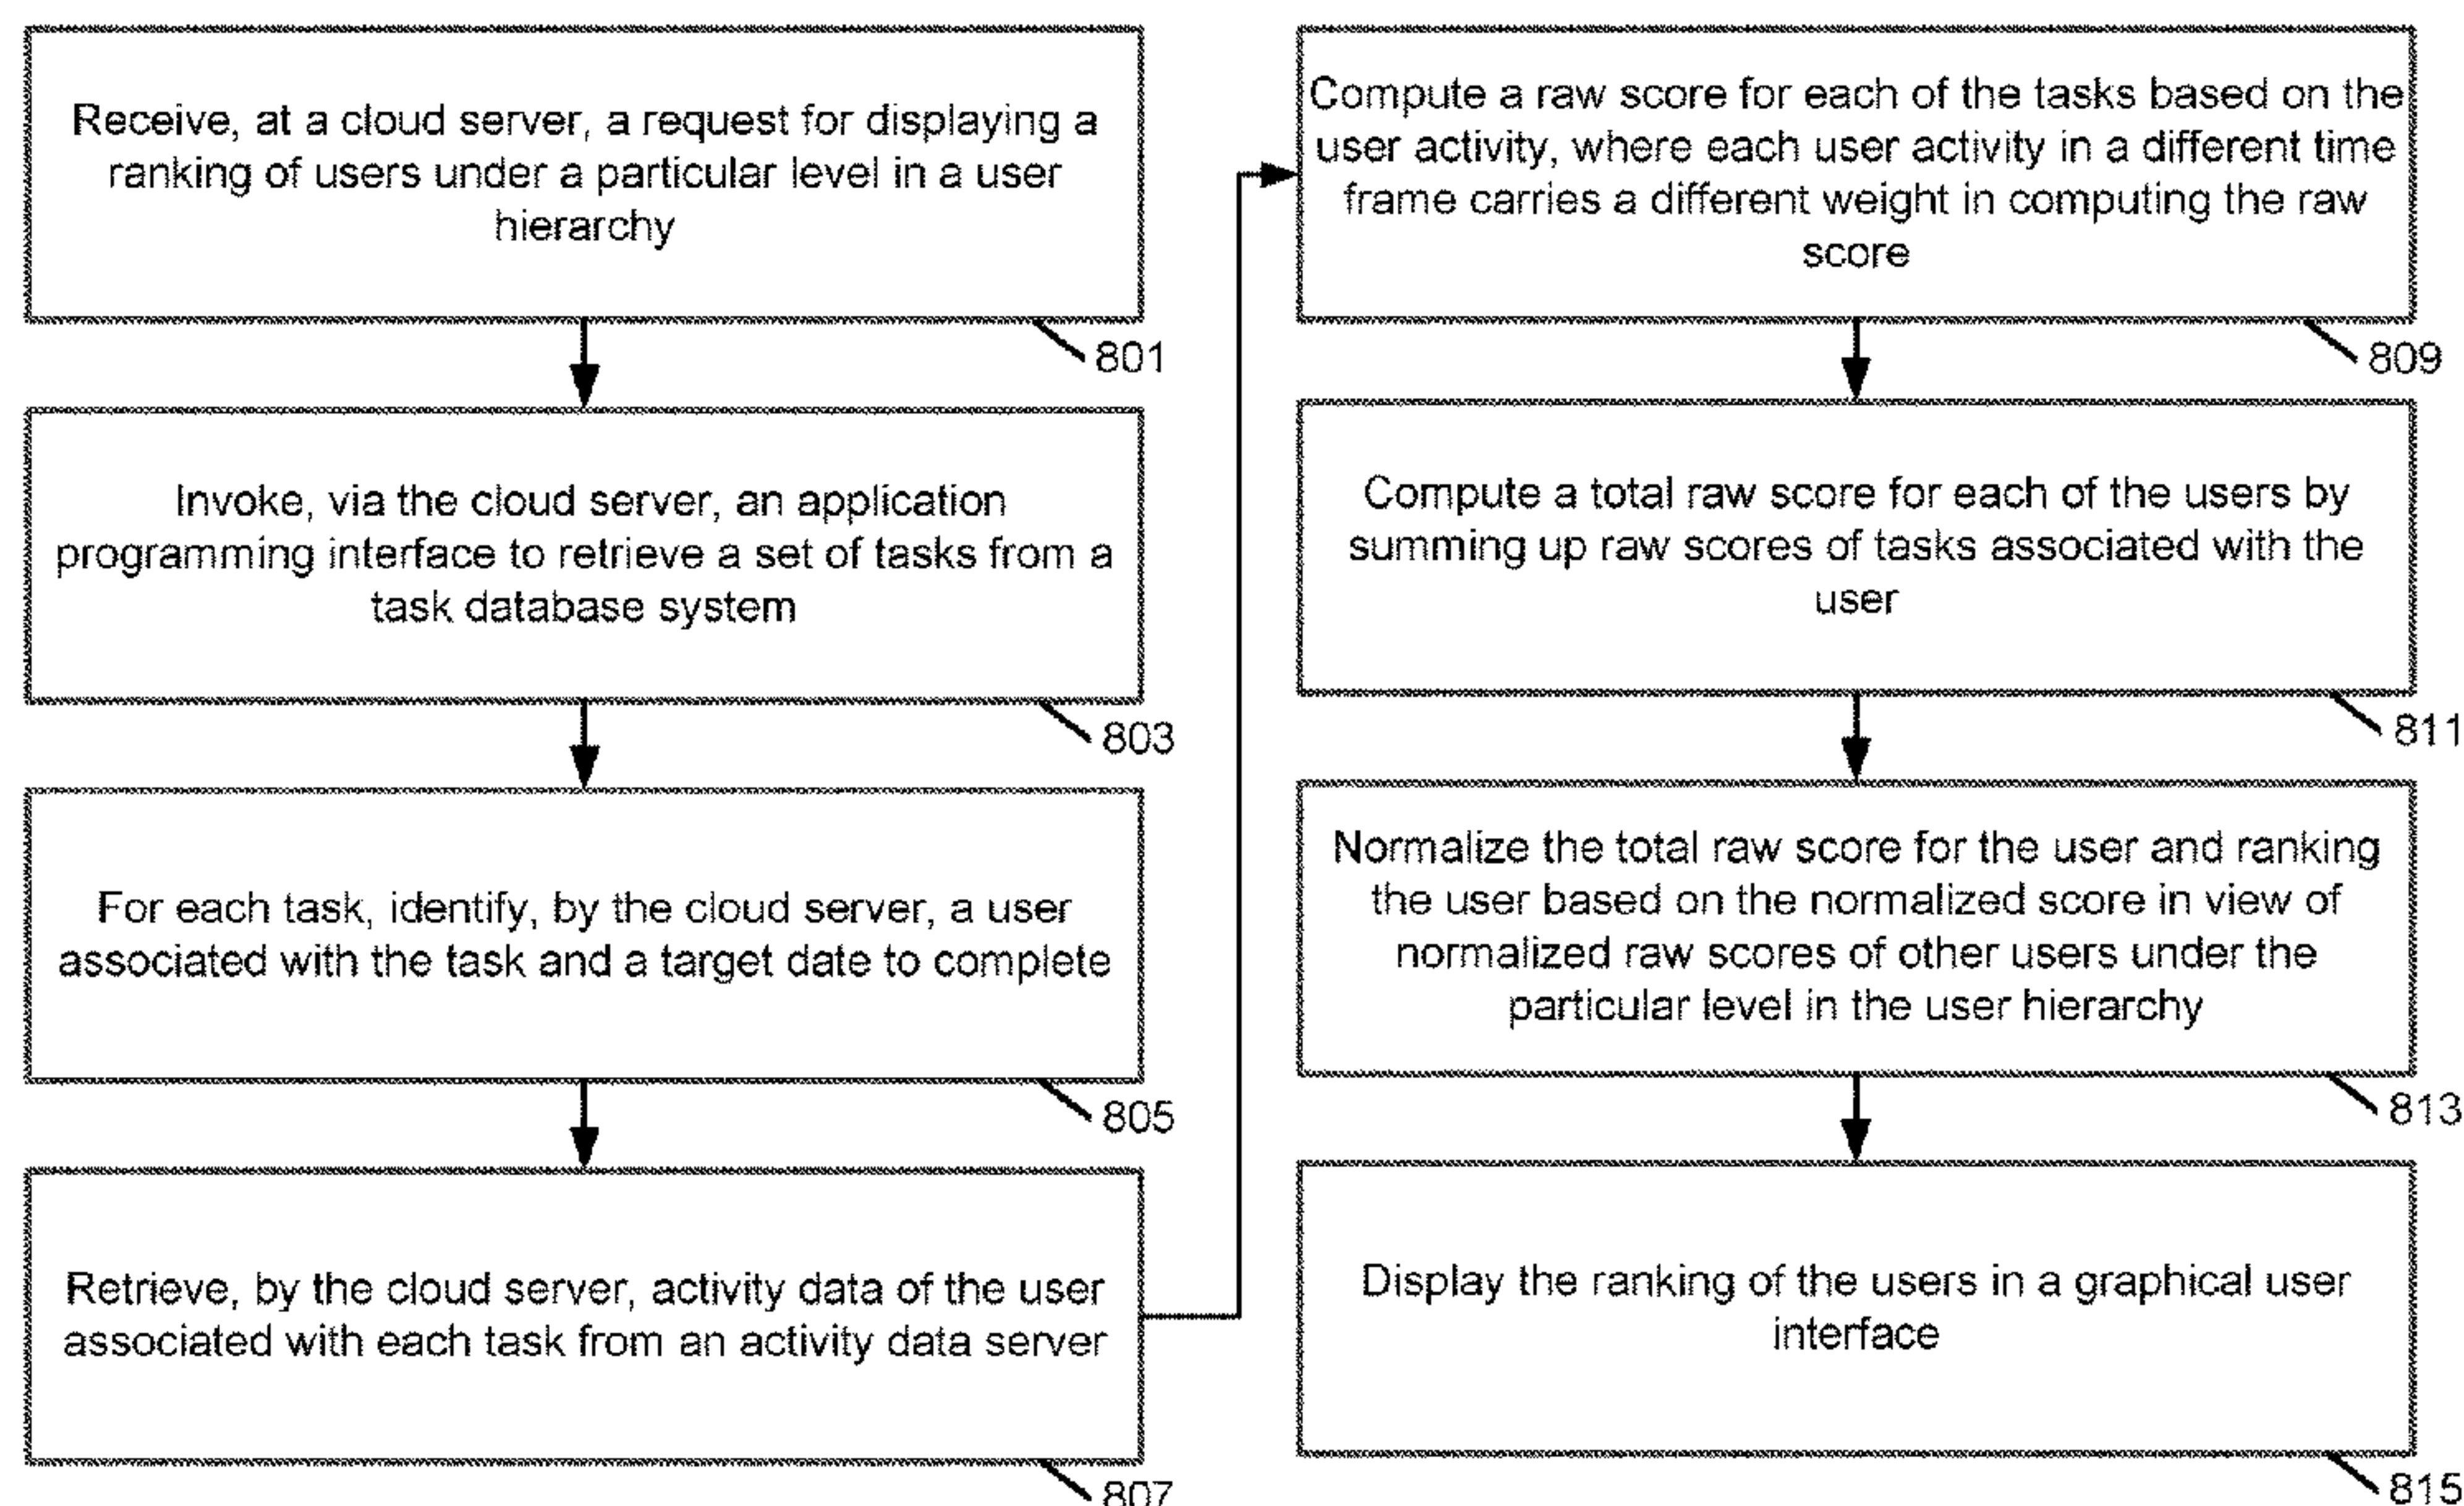 Receive, at a cloud server, a request for displaying a
ranking of users under a particular level in a user
hierarchy
801
Invoke, via the cloud server, an application
programming interface to retrieve a set of tasks from a
task database system
803
For each task, identify, by the cloud server, a user
associated with the task and a target date to complete
805
Retrieve, by the cloud server, activity data of the user
associated with each task from an activity data server
807
Compute a raw score for each of the tasks based on the
user activity, where each user activity in a different time
frame carries a different weight in computing the raw
score
809
Compute a total raw score for each of the users by
summing up raw scores of tasks associated with the
user
811
Normalize the total raw score for the user and ranking
the user based on the normalized score in view of
normalized raw scores of other users under the
particular level in the user hierarchy
813
Display the ranking of the users in a graphical user
interface
815